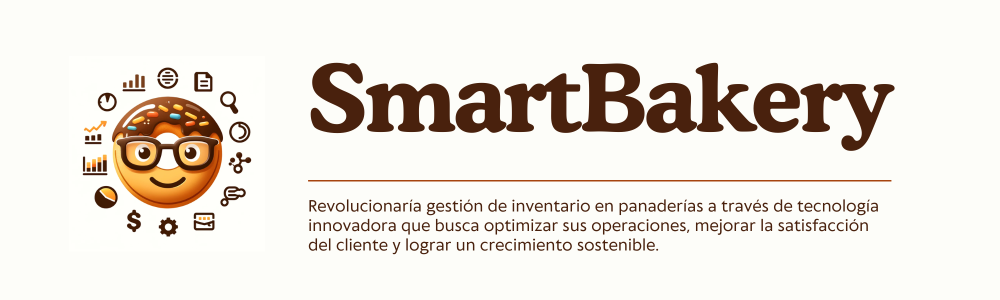 SmartBakery
Revolucionaría gestión de inventario en panaderías a través de tecnología
innovadora que busca optimizar sus operaciones, mejorar la satisfacción
del cliente y lograr un crecimiento sostenible.
$